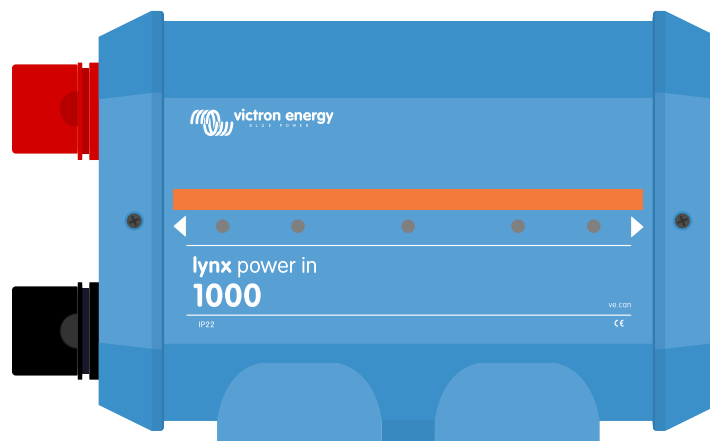 victron energy
BLUE POWER
lynx power in
1000
ve.can
IP22
CE